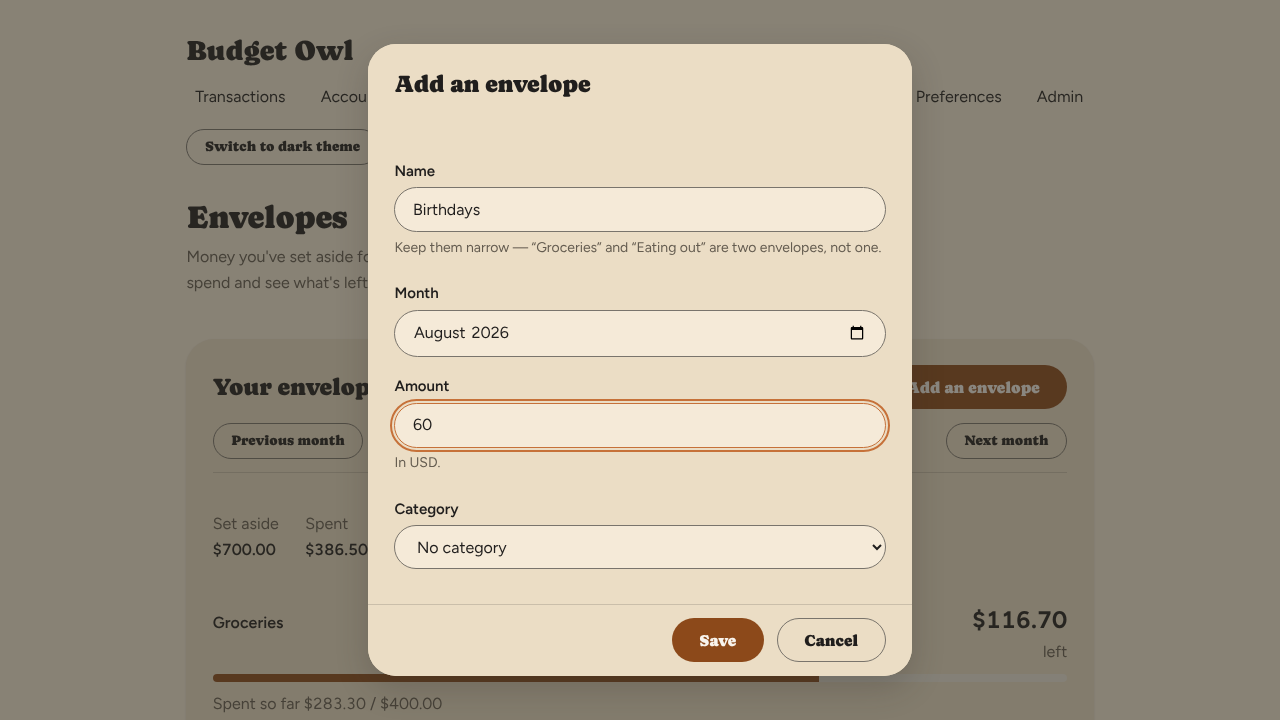 Budget Owl
Transactions
Preferences
Admin
Switch to dark theme
Envelopes
Money you've set aside
spend and see what's left
Your
Add an envelope
Previous month
Next month
Set aside
Spent
$700.00
$386.50
Groceries
$116.70
left
Spent so far $283.30 / $400.00
Add an envelope
Name
Birthdays
Keep them narrow — “Groceries” and “Eating out” are two envelopes, not one.
Month
August 2026
Amount
60
In USD.
Category
No category
Save
Cancel